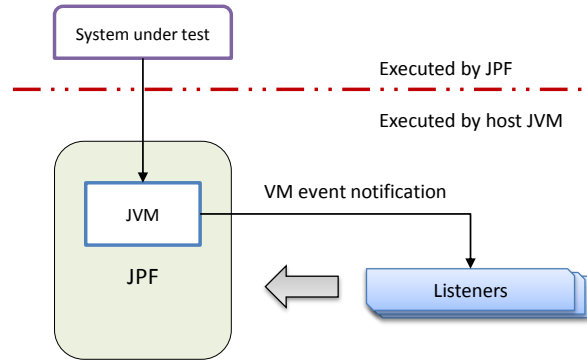 System under test
Executed by JPF
Executed by host JVM
VM event notification
JVM
JPF
Listeners